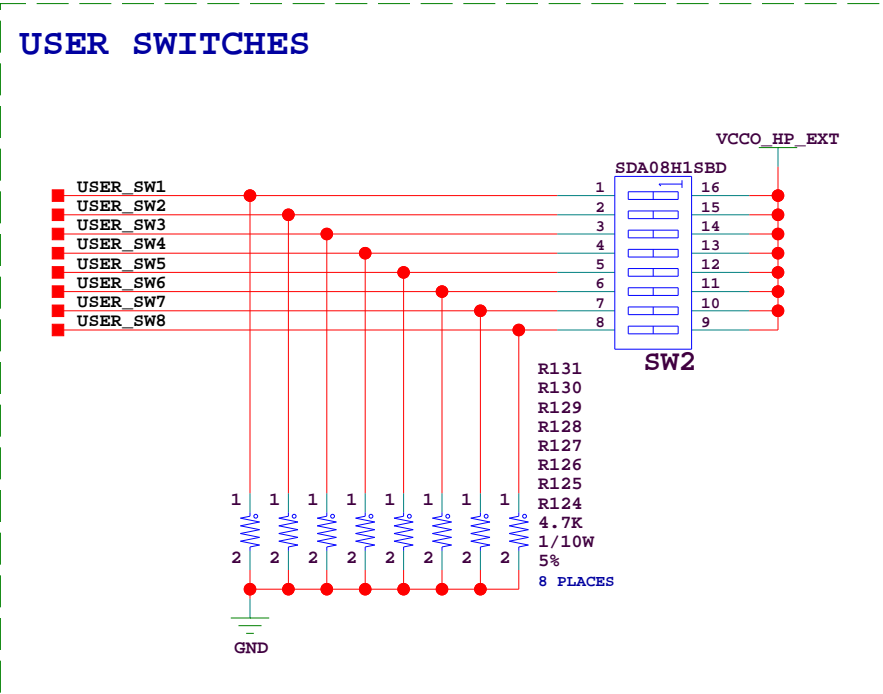 USER SWITCHES
VCCO_HP_EXT
SDA08H1SBD
USER_SW1 1 1 16
USER_SW2 2 15
USER_SW3 3 14
USER_SW4 4 13
USER_SW5 5 12
USER_SW6 6 11
USER_SW7 7 10
USER_SW8 8 9
SW2
R131
R130
R129
R128
R127
R126
R125
R124
1 1 1 1 1 1 1 1
4.7K
1/10W
2 2 2 2 2 2 2 2
5%
8 PLACES
GND